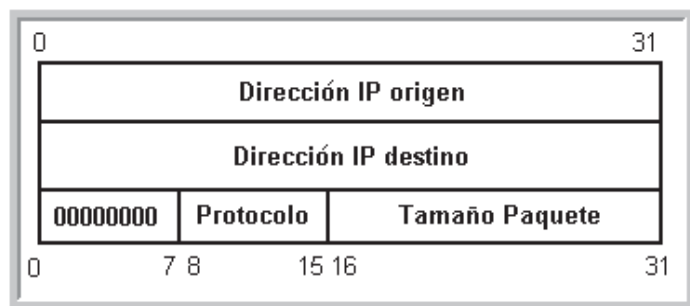 0 31
Dirección IP origen
Dirección IP destino
00000000 Protocolo Tamaño Paquete
0 7 8 15 16 31